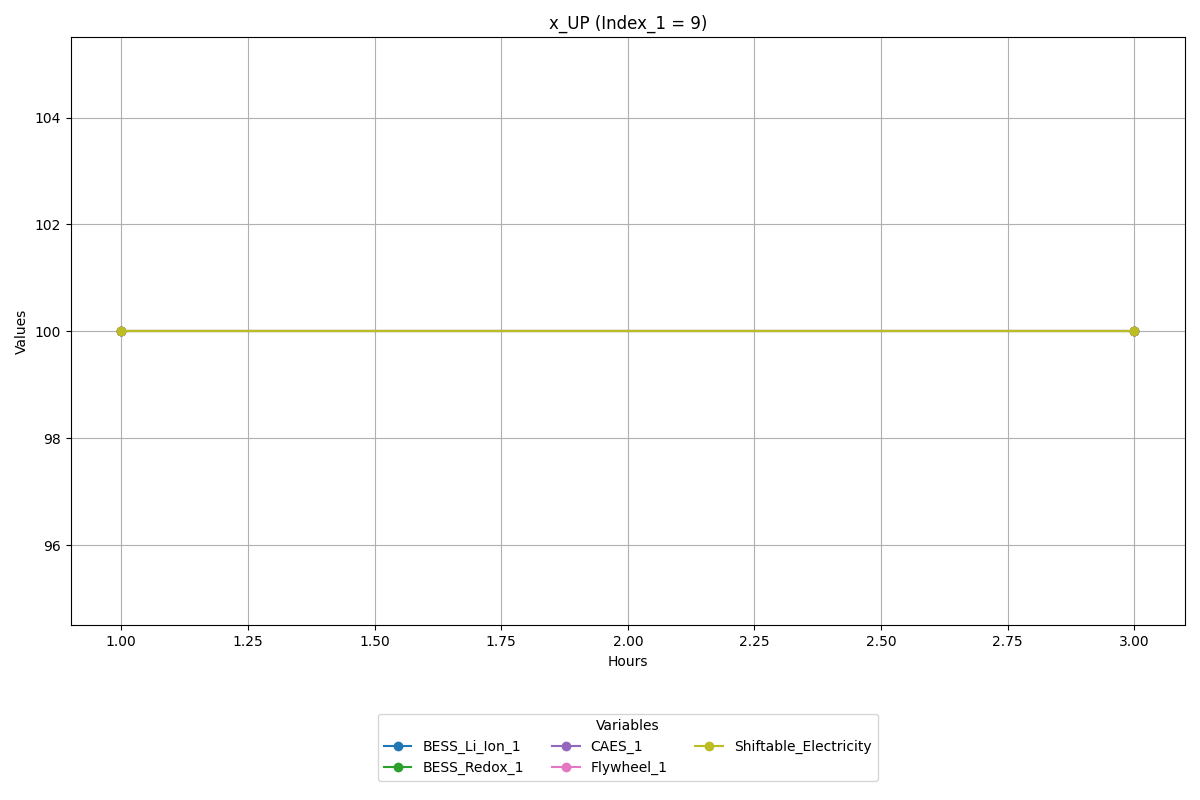 x_UP (Index_1 = 9)
Values
104
102
100
98
96
1.00 1.25 1.50 1.75 2.00 2.25 2.50 2.75 3.00
Hours
Variables
BESS_Li_Ion_1 CAES_1 Shiftable_Electricity
BESS_Redox_1 Flywheel_1